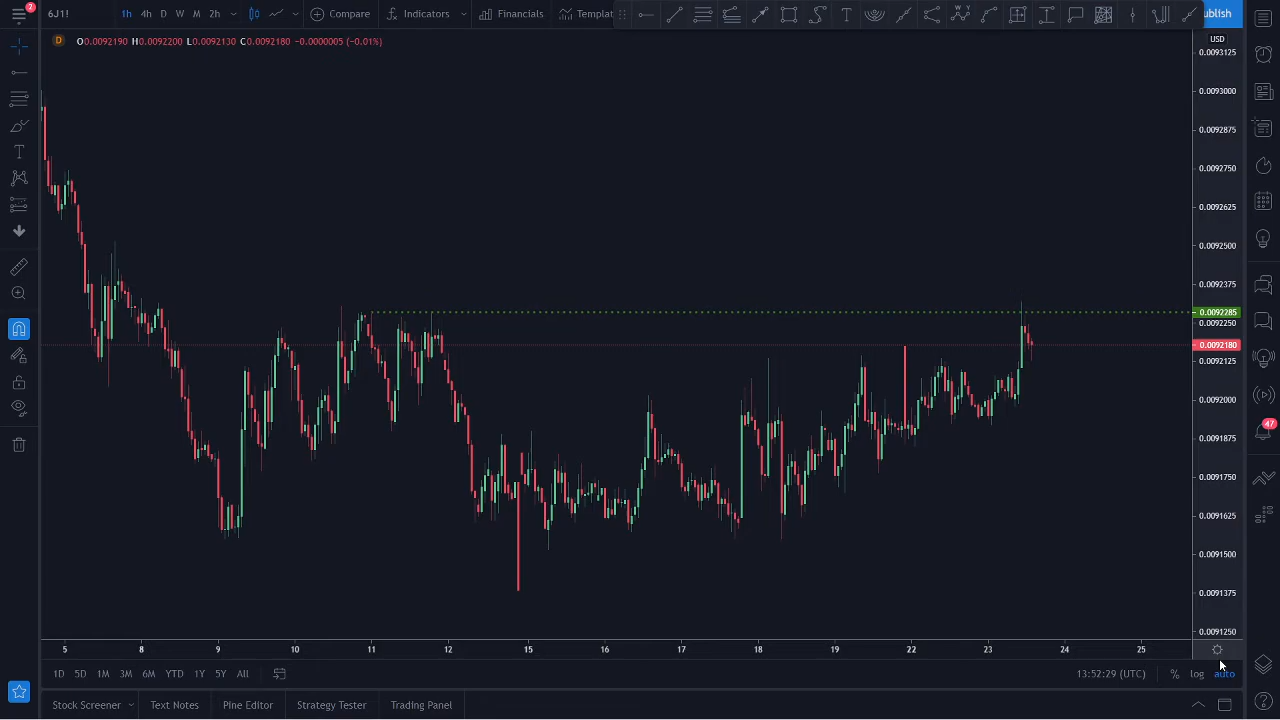 2
6J1!
1h 4h D W M 2h
Compare
Indicators
Financials
Templat
ublish
D O0.0092190 H0.0092200 L0.0092130 C0.0092180 −0.0000005 (−0.01%)
USD
0.0093125
0.0093000
0.0092875
0.0092750
0.0092625
0.0092500
0.0092375
0.0092285
0.0092250
0.0092180
0.0092125
0.0092000
0.0091875
0.0091750
0.0091625
0.0091500
0.0091375
0.0091250
47
5 8 9 10 11 12 15 16 17 18 19 22 23 24 25
1D 5D 1M 3M 6M YTD 1Y 5Y All
13:52:29 (UTC) % log auto
Stock Screener Text Notes Pine Editor Strategy Tester Trading Panel